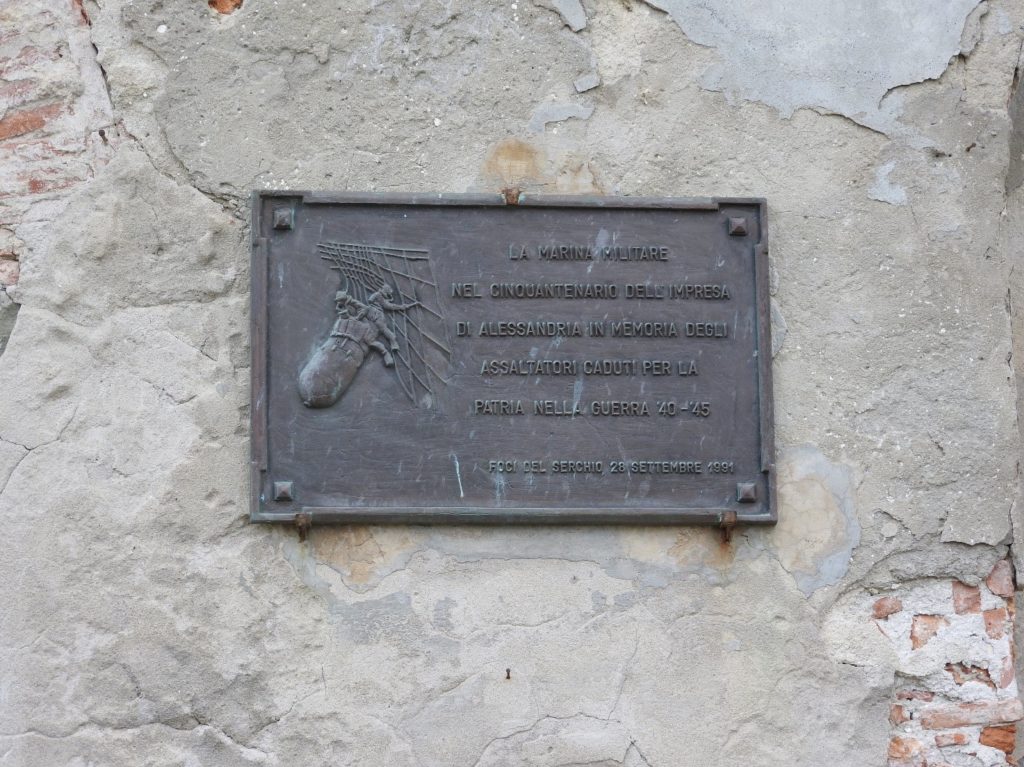 LA MARINA MILITARE
NEL CINQUANTENARIO DELL'IMPRESA
DI ALESSANDRIA IN MEMORIA DEGLI
ASSALTATORI CADUTI PER LA
PATRIA NELLA GUERRA '40-'45
FOCI DEL SERCHIO, 28 SETTEMBRE 1991